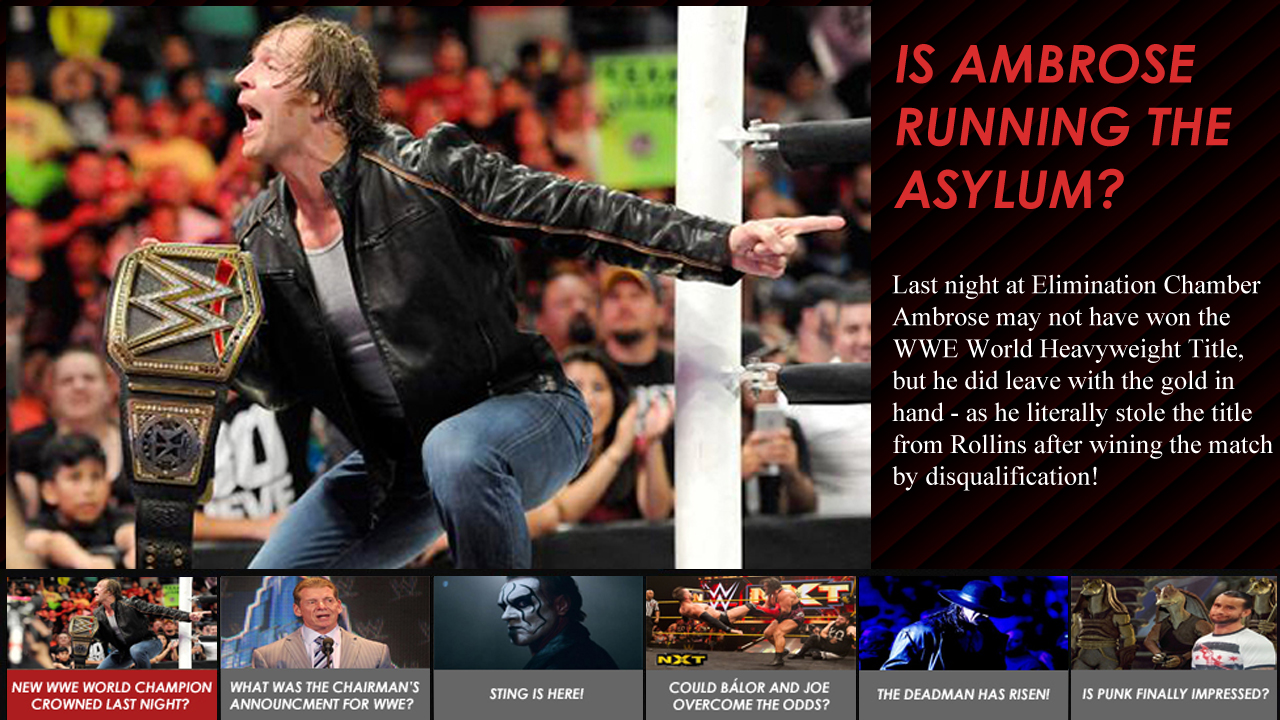 IS AMBROSE
RUNNING THE
ASYLUM?
Last night at Elimination Chamber
Ambrose may not have won the
WWE World Heavyweight Title,
but he did leave with the gold in
hand - as he literally stole the title
from Rollins after wining the match
by disqualification!
NXT
NXT
NEW WWE WORLD CHAMPION
CROWNED LAST NIGHT?
WHAT WAS THE CHAIRMAN'S
ANNOUNCMENT FOR WWE?
STING IS HERE!
COULD BÁLOR AND JOE
OVERCOME THE ODDS?
THE DEADMAN HAS RISEN!
IS PUNK FINALLY IMPRESSED?